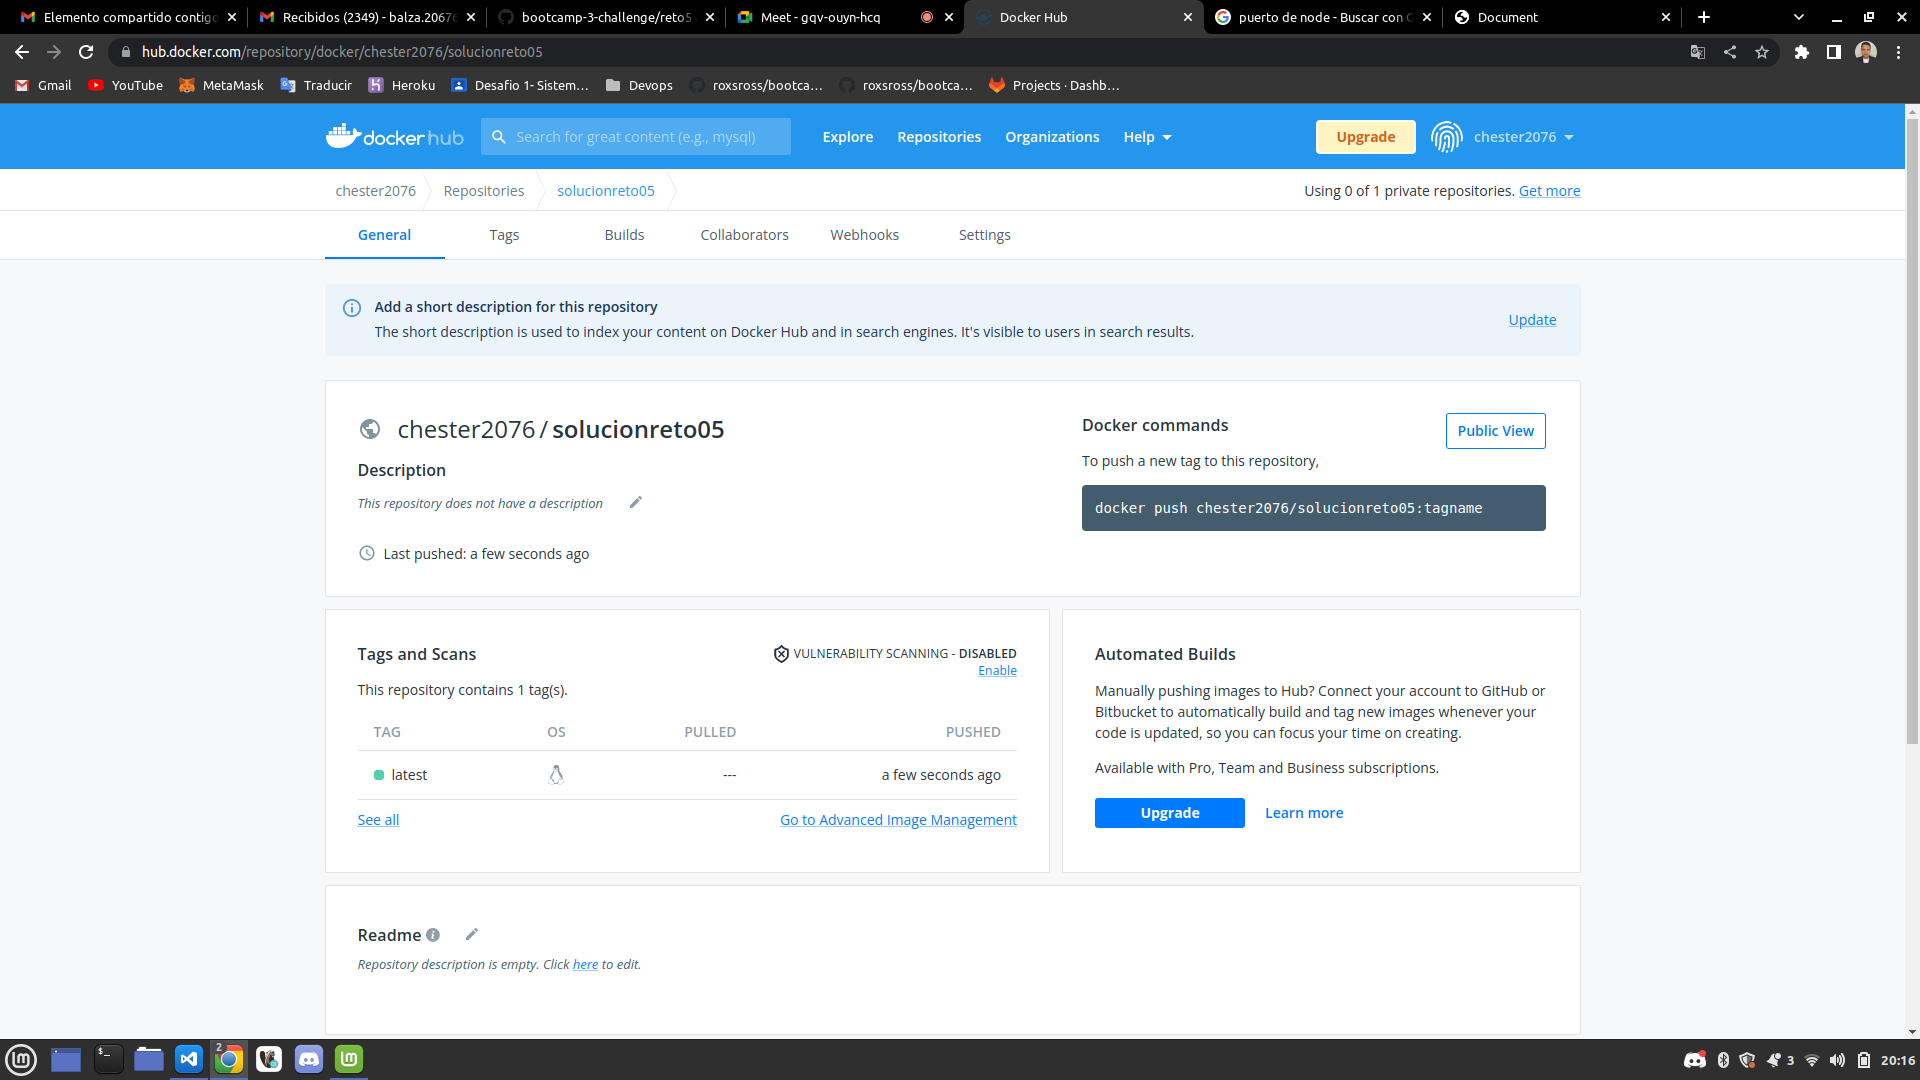 Elemento compartido contigo
Recibidos (2349) - balza.2067
bootcamp-3-challenge/reto5
Meet - gqv-ouyn-hcq
Docker Hub
puerto de node - Buscar con G
Document
hub.docker.com/repository/docker/chester2076/solucionreto05
Gmail
YouTube
MetaMask
Traducir
Heroku
Desafio 1- Sistem...
Devops
roxsross/bootca...
roxsross/bootca...
Projects · Dashb...
docker hub
Search for great content (e.g., mysql)
Explore
Repositories
Organizations
Help
Upgrade
chester2076
chester2076
Repositories
solucionreto05
Using 0 of 1 private repositories. Get more
General
Tags
Builds
Collaborators
Webhooks
Settings
Add a short description for this repository
The short description is used to index your content on Docker Hub and in search engines. It's visible to users in search results.
Update
chester2076 / solucionreto05
Description
This repository does not have a description
Last pushed: a few seconds ago
Docker commands
Public View
To push a new tag to this repository,
docker push chester2076/solucionreto05:tagname
Tags and Scans
VULNERABILITY SCANNING - DISABLED
Enable
This repository contains 1 tag(s).
TAG OS PULLED PUSHED
latest --- a few seconds ago
See all
Go to Advanced Image Management
Automated Builds
Manually pushing images to Hub? Connect your account to GitHub or
Bitbucket to automatically build and tag new images whenever your
code is updated, so you can focus your time on creating.
Available with Pro, Team and Business subscriptions.
Upgrade
Learn more
Readme
Repository description is empty. Click here to edit.
2
3
20:16